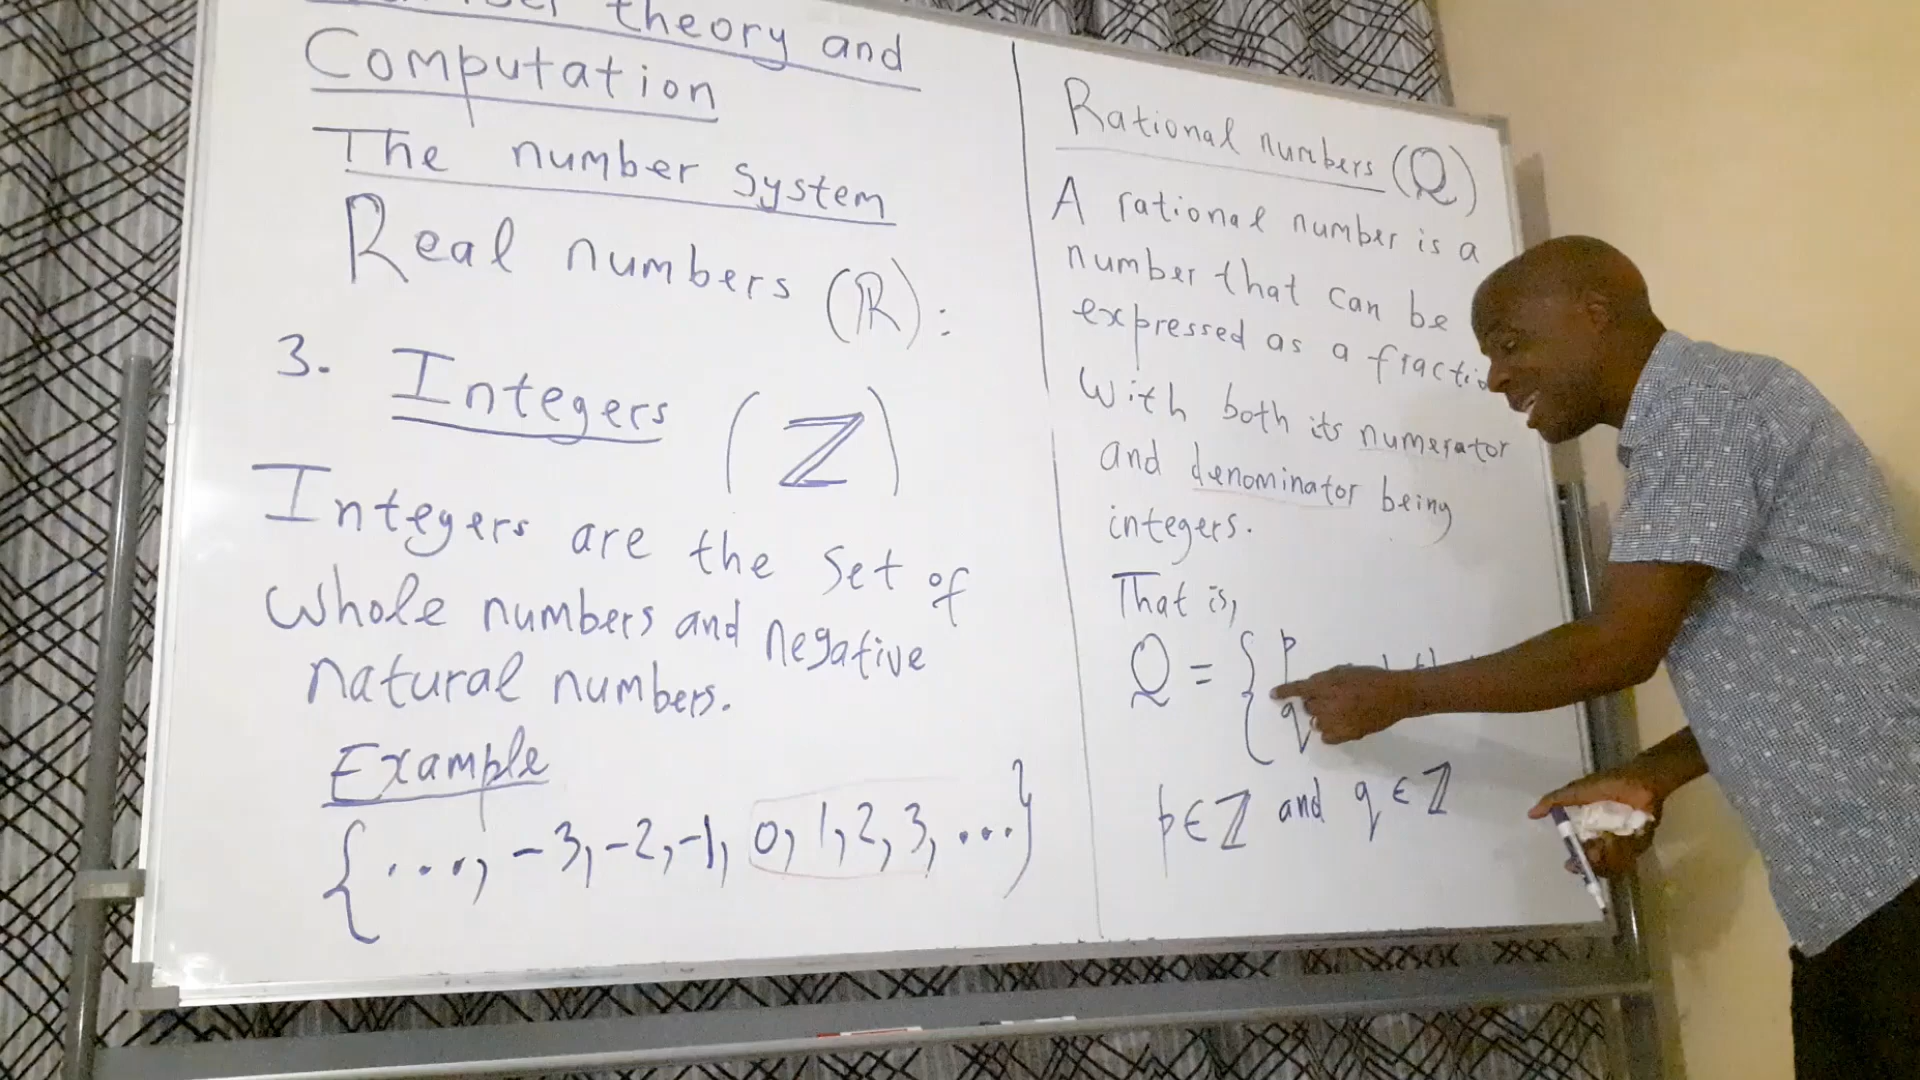 theory and
Computation
The number System
Real numbers (ℝ):
3. Integers (ℤ)
Integers are the set of
whole numbers and negative
natural numbers.
Example
{..., -3, -2, -1, 0, 1, 2, 3, ...}
Rational numbers (Q)
A rational number is a
number that can be
expressed as a
With both its numerator
and denominator being
integers.
That is,
Q = { p
q
p ∈ ℤ and q ∈ ℤ